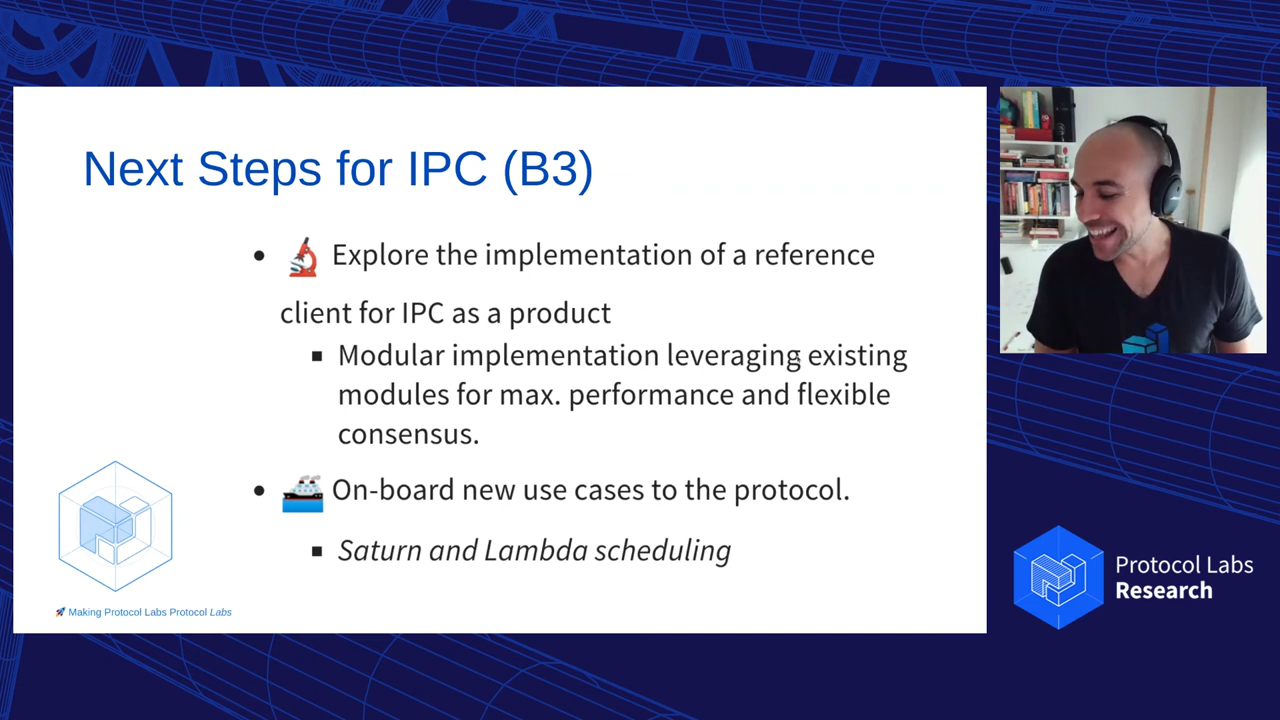 Next Steps for IPC (B3)
• 🔬 Explore the implementation of a reference
client for IPC as a product
▪ Modular implementation leveraging existing
modules for max. performance and flexible
consensus.
• 🛳️ On-board new use cases to the protocol.
▪ Saturn and Lambda scheduling
🚀 Making Protocol Labs Protocol Labs
Protocol Labs
Research